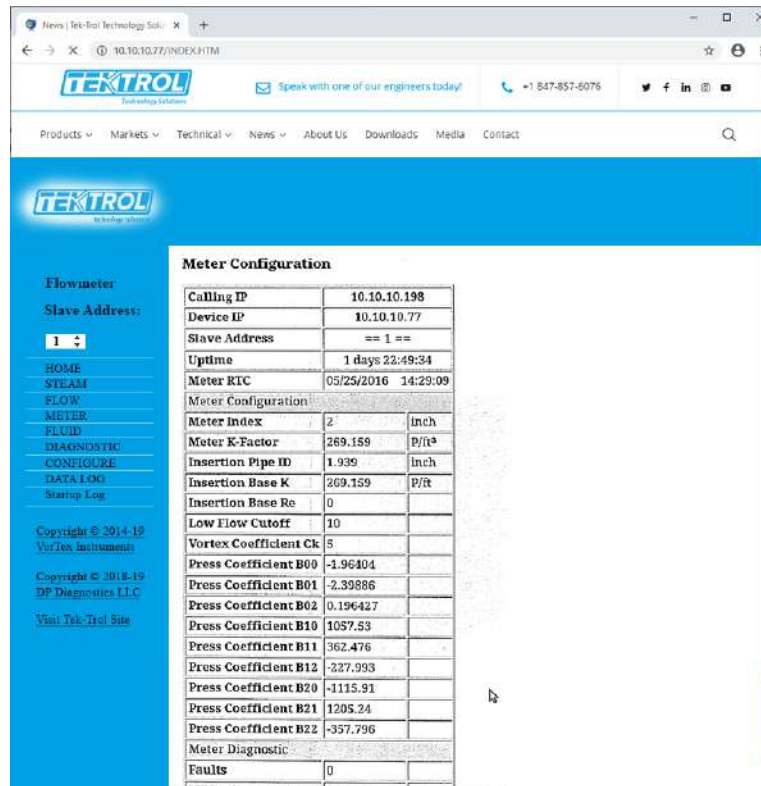 News | Tek-Trol Technology Solu
10.10.10.77/INDEX.HTM
TEKTROL
Technology Solutions
Speak with one of our engineers today!
+1 847-857-6076
Products Markets Technical News About Us Downloads Media Contact
TEKTROL
Technology Solutions
Flowmeter
Slave Address:
1
HOME
STEAM
FLOW
METER
FLUID
DIAGNOSTIC
CONFIGURE
DATA LOG
Startup Log
Copyright © 2014-19
VorTex Instruments
Copyright © 2018-19
DP Diagnostics LLC
Visit Tek-Trol Site
Meter Configuration
Calling IP 10.10.10.198
Device IP 10.10.10.77
Slave Address == 1 ==
Uptime 1 days 22:49:34
Meter RTC 05/25/2016 14:29:09
Meter Configuration
Meter Index 2 inch
Meter K-Factor 269.159 P/ft³
Insertion Pipe ID 1.939 inch
Insertion Base K 269.159 P/ft
Insertion Base Re 0
Low Flow Cutoff 10
Vortex Coefficient Ck 5
Press Coefficient B00 -1.96404
Press Coefficient B01 -2.39886
Press Coefficient B02 0.196427
Press Coefficient B10 1057.53
Press Coefficient B11 362.476
Press Coefficient B12 -227.993
Press Coefficient B20 -1115.91
Press Coefficient B21 1205.24
Press Coefficient B22 -357.796
Meter Diagnostic
Faults 0